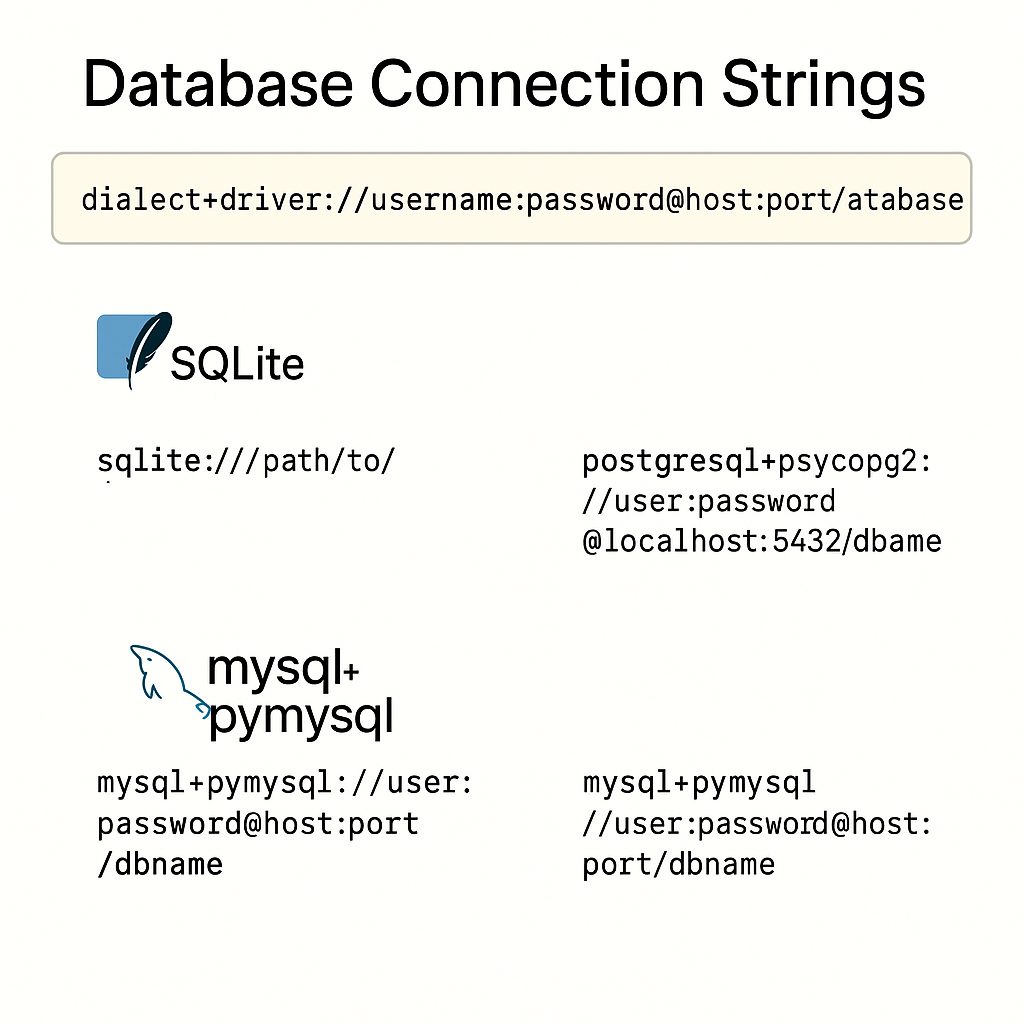 Database Connection Strings
dialect+driver://username:password@host:port/atabase
SQLite
sqlite:///path/to/
postgresql+psycopg2:
//user:password
@localhost:5432/dbame
mysql+
pymysql
mysql+pymysql://user:
password@host:port
/dbname
mysql+pymysql
//user:password@host:
port/dbname